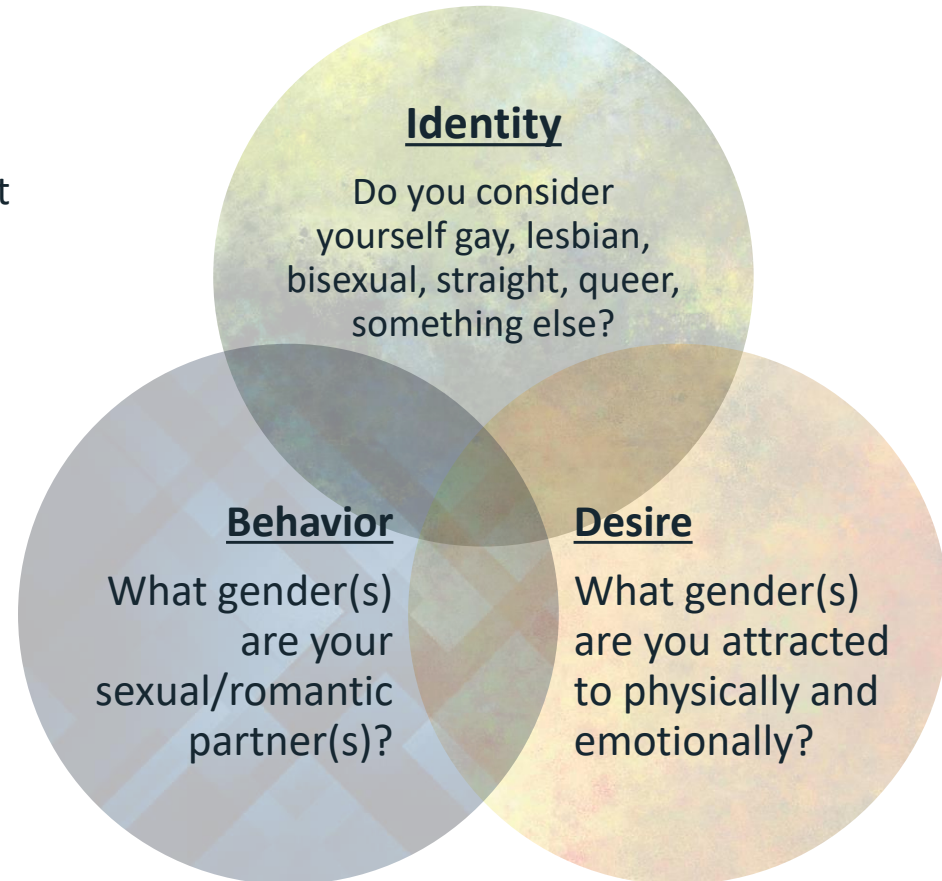 Identity
Do you consider
yourself gay, lesbian,
bisexual, straight, queer,
something else?
Behavior
What gender(s)
are your
sexual/romantic
partner(s)?
Desire
What gender(s)
are you attracted
to physically and
emotionally?